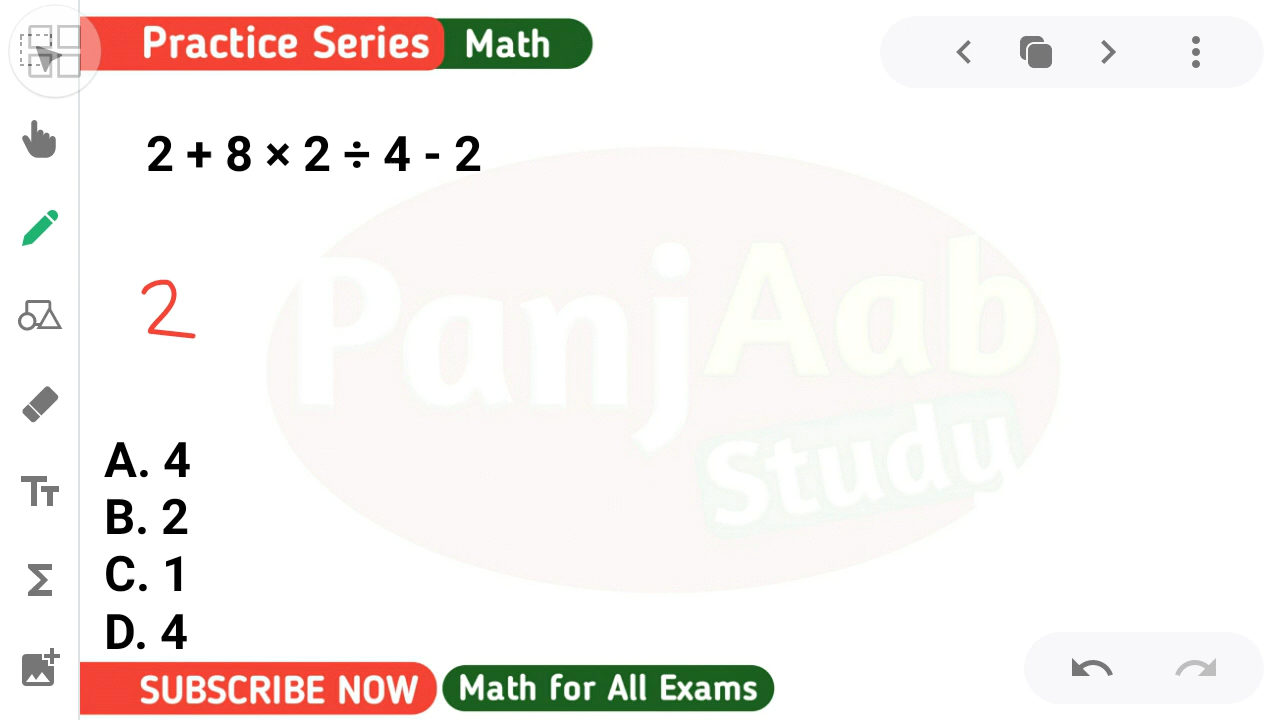 Practice Series Math
2 + 8 × 2 ÷ 4 - 2
PanjAab
Study
2
A. 4
B. 2
C. 1
D. 4
SUBSCRIBE NOW Math for All Exams
Tт
Σ